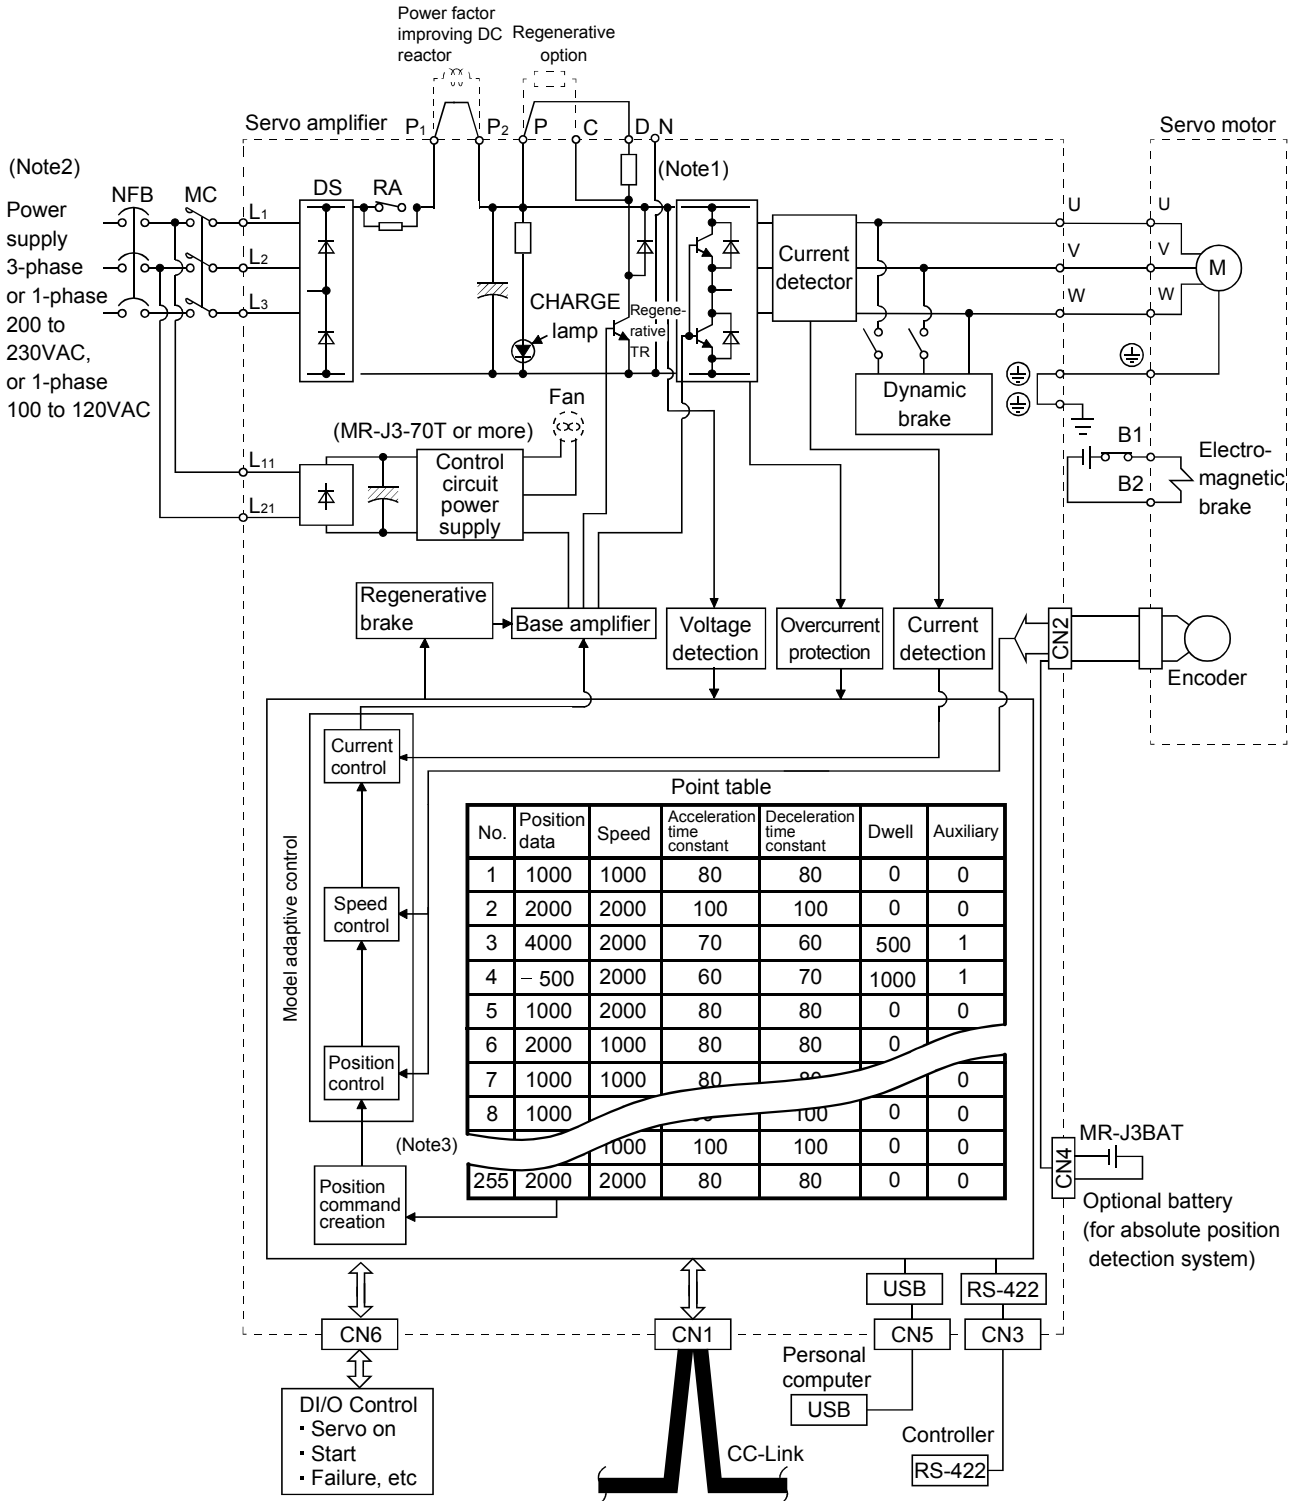 Power factor
improving DC
reactor
Regenerative
option
Servo amplifier
P1
P2
P
C
D
N
Servo motor
(Note2)
(Note1)
NFB
MC
DS
RA
Power
supply
3-phase
or 1-phase
200 to
230VAC,
or 1-phase
100 to 120VAC
L1
L2
L3
CHARGE
lamp
Regene-
rative
TR
Current
detector
U
V
W
U
V
W
M
Dynamic
brake
Fan
(MR-J3-70T or more)
L11
L21
Control
circuit
power
supply
B1
B2
Electro-
magnetic
brake
Regenerative
brake
Base amplifier
Voltage
detection
Overcurrent
protection
Current
detection
CN2
Encoder
Model adaptive control
Current
control
Speed
control
Position
control
(Note3)
Position
command
creation
Point table
No. Position data Speed Acceleration time constant Deceleration time constant Dwell Auxiliary
1 1000 1000 80 80 0 0
2 2000 2000 100 100 0 0
3 4000 2000 70 60 500 1
4 − 500 2000 60 70 1000 1
5 1000 2000 80 80 0 0
6 2000 1000 80 80 0
7 1000 1000 80 80 0
8 1000 100 0 0
1000 100 100 0 0
255 2000 2000 80 80 0 0
CN4
MR-J3BAT
Optional battery
(for absolute position
detection system)
USB
RS-422
CN6
CN1
CN5
CN3
DI/O Control
・Servo on
・Start
・Failure, etc
CC-Link
Personal
computer
USB
Controller
RS-422